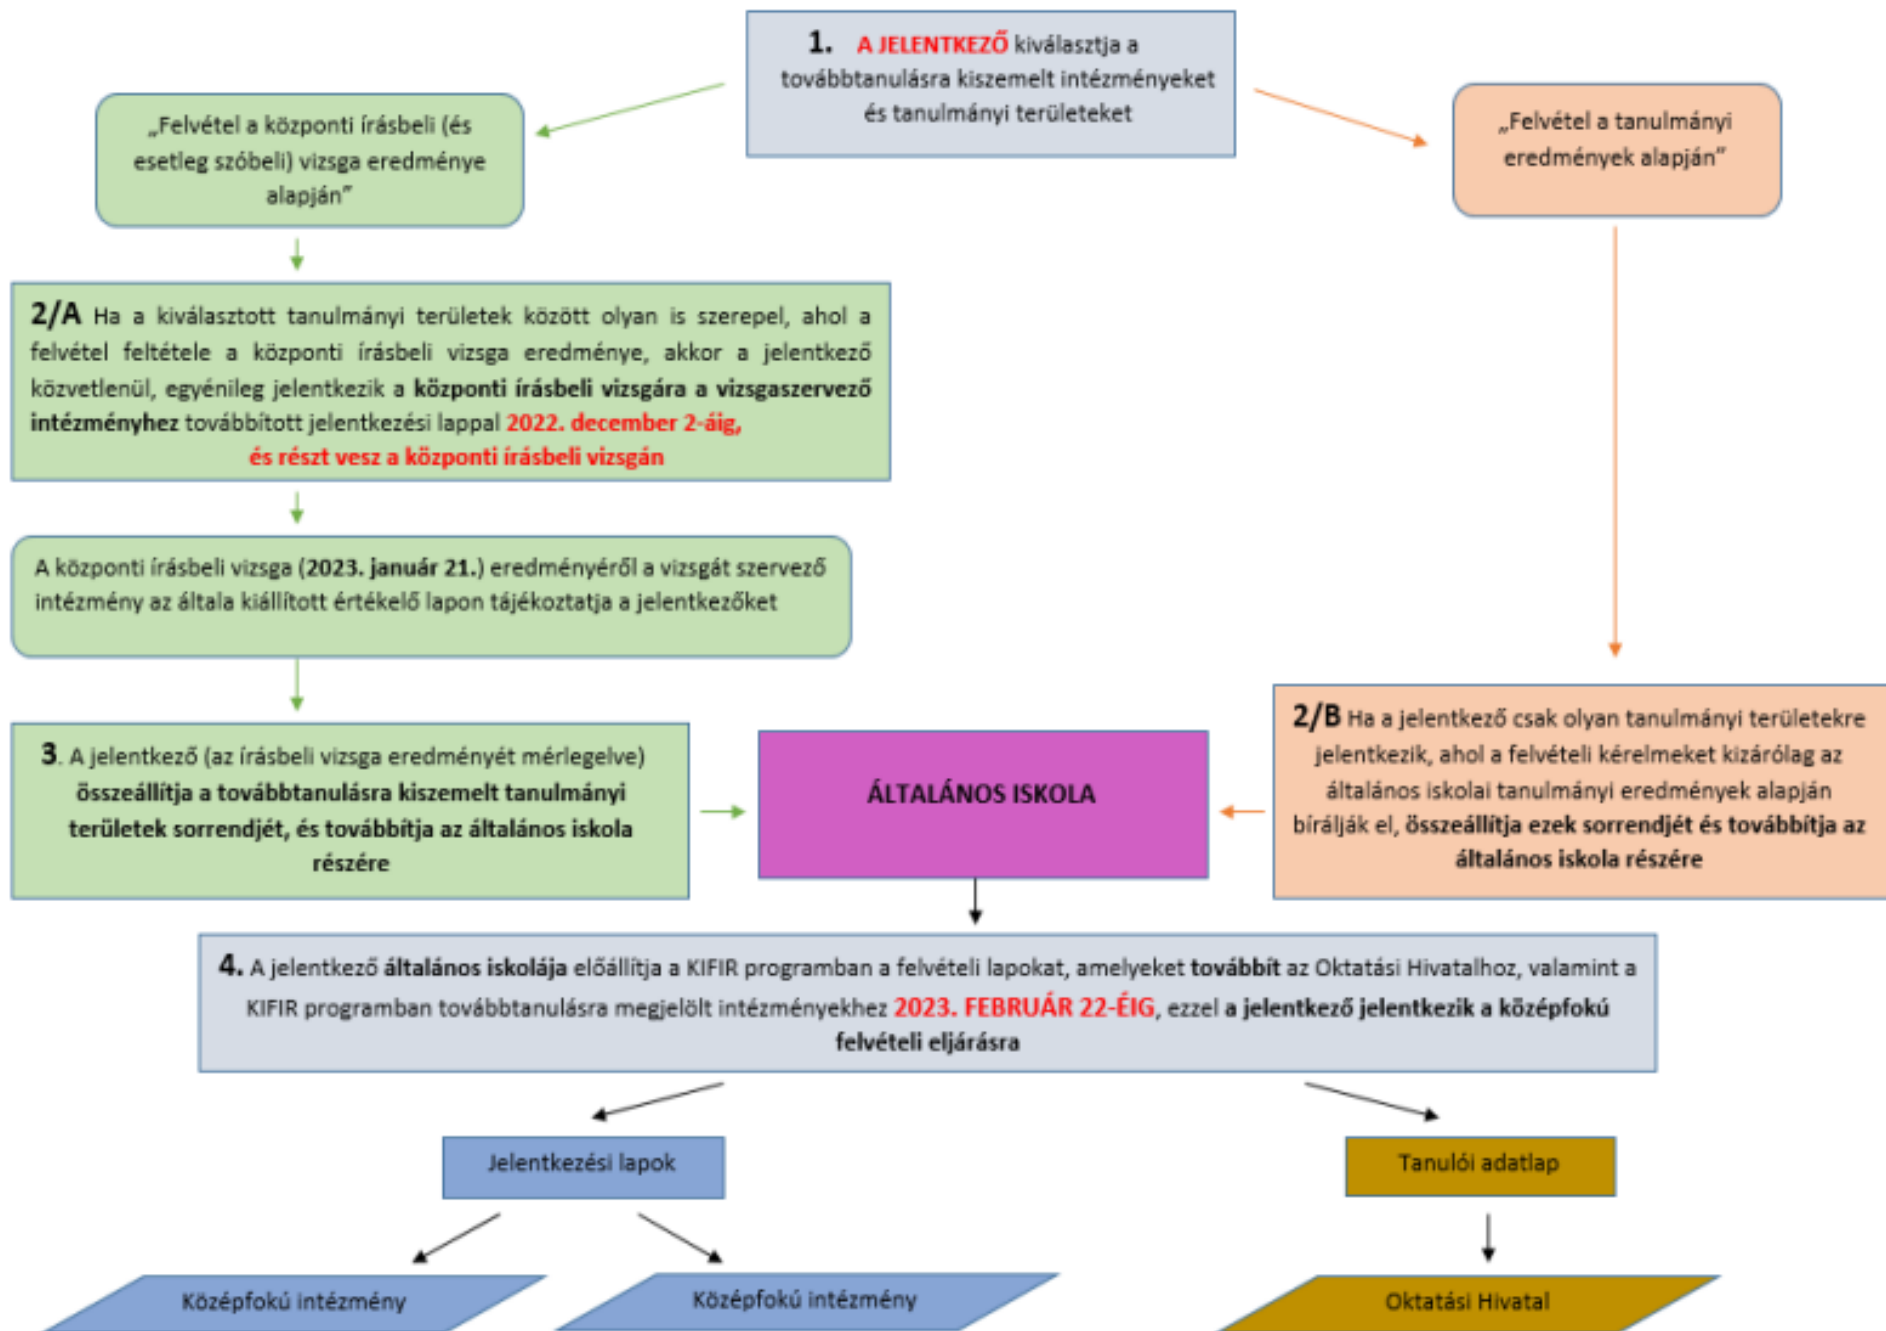 1. A JELENTKEZŐ kiválasztja a
továbbtanulásra kiszemelt intézményeket
és tanulmányi területeket
„Felvétel a központi írásbeli (és
esetleg szóbeli) vizsga eredménye
alapján”
„Felvétel a tanulmányi
eredmények alapján”
2/A Ha a kiválasztott tanulmányi területek között olyan is szerepel, ahol a
felvétel feltétele a központi írásbeli vizsga eredménye, akkor a jelentkező
közvetlenül, egyénileg jelentkezik a központi írásbeli vizsgára a vizsgaszervező
intézményhez továbbított jelentkezési lappal 2022. december 2-áig,
és részt vesz a központi írásbeli vizsgán
A központi írásbeli vizsga (2023. január 21.) eredményéről a vizsgát szervező
intézmény az általa kiállított értékelő lapon tájékoztatja a jelentkezőket
3. A jelentkező (az írásbeli vizsga eredményét mérlegelve)
összeállítja a továbbtanulásra kiszemelt tanulmányi
területek sorrendjét, és továbbítja az általános iskola
részére
ÁLTALÁNOS ISKOLA
2/B Ha a jelentkező csak olyan tanulmányi területekre
jelentkezik, ahol a felvételi kérelmeket kizárólag az
általános iskolai tanulmányi eredmények alapján
bírálják el, összeállítja ezek sorrendjét és továbbítja az
általános iskola részére
4. A jelentkező általános iskolája előállítja a KIFIR programban a felvételi lapokat, amelyeket továbbít az Oktatási Hivatalhoz, valamint a
KIFIR programban továbbtanulásra megjelölt intézményekhez 2023. FEBRUÁR 22-ÉIG, ezzel a jelentkező jelentkezik a középfokú
felvételi eljárásra
Jelentkezési lapok
Tanulói adatlap
Középfokú intézmény
Középfokú intézmény
Oktatási Hivatal